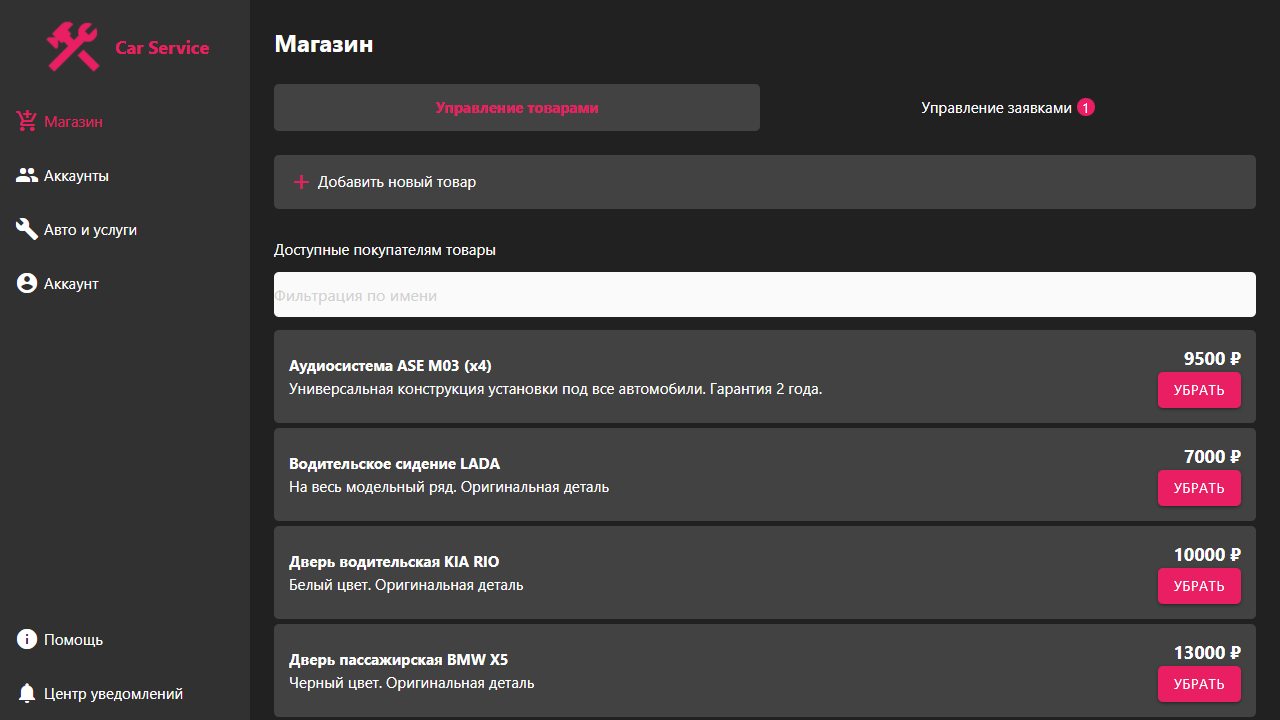 Car Service
Магазин
Аккаунты
Авто и услуги
Аккаунт
Помощь
Центр уведомлений
Магазин
Управление товарами
Управление заявками 1
Добавить новый товар
Доступные покупателям товары
Фильтрация по имени
Аудиосистема ASE M03 (x4)
Универсальная конструкция установки под все автомобили. Гарантия 2 года.
9500 ₽
УБРАТЬ
Водительское сидение LADA
На весь модельный ряд. Оригинальная деталь
7000 ₽
УБРАТЬ
Дверь водительская KIA RIO
Белый цвет. Оригинальная деталь
10000 ₽
УБРАТЬ
Дверь пассажирская BMW X5
Черный цвет. Оригинальная деталь
13000 ₽
УБРАТЬ